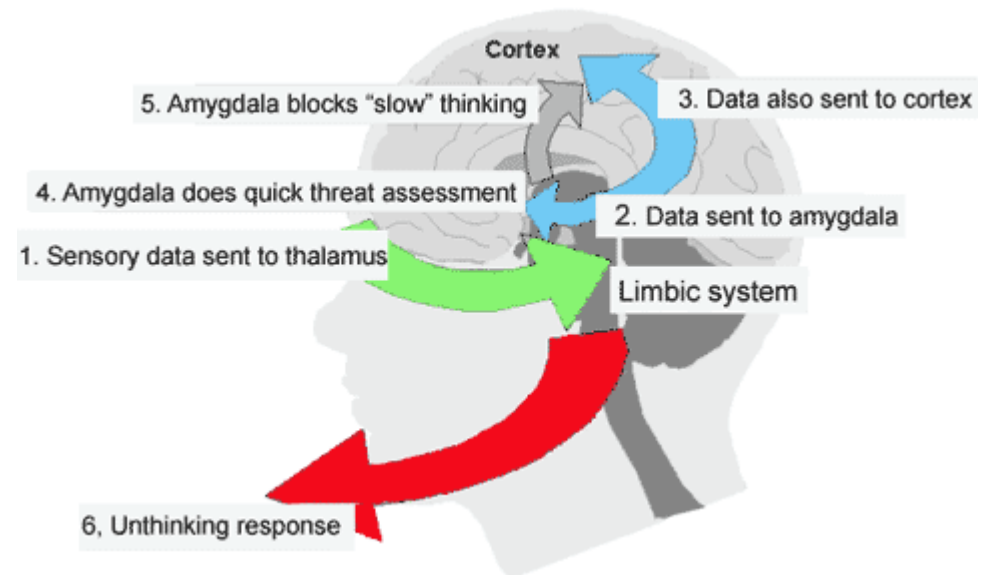 Cortex
5. Amygdala blocks “slow” thinking
3. Data also sent to cortex
4. Amygdala does quick threat assessment
2. Data sent to amygdala
1. Sensory data sent to thalamus
Limbic system
6, Unthinking response